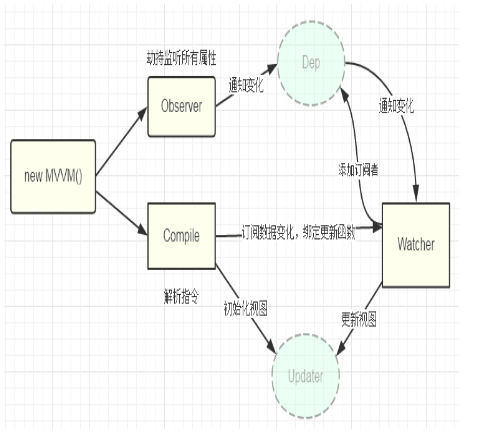 劫持监听所有属性
Dep
Observer
通知变化
通知变化
new MVVM()
添加订阅者
Compile
订阅数据变化，绑定更新函数
Watcher
解析指令
初始化视图
更新视图
Updater